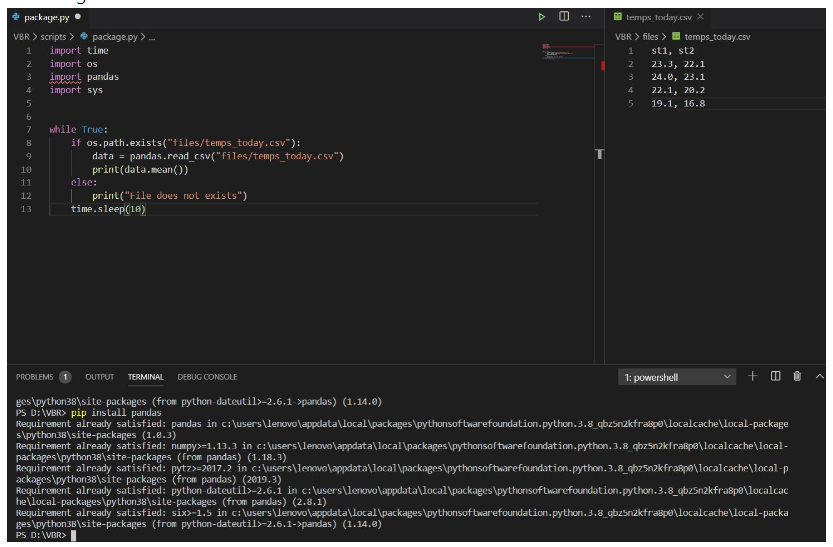 package.py ●
VBR > scripts > package.py > ...
1 import time
2 import os
3 import pandas
4 import sys
5
6
7 while True:
8     if os.path.exists("files/temps_today.csv"):
9         data = pandas.read_csv("files/temps_today.csv")
10         print(data.mean())
11     else:
12         print("File does not exists")
13     time.sleep(10)
temps_today.csv ×
VBR > files > temps_today.csv
1 st1, st2
2 23.3, 22.1
3 24.0, 23.1
4 22.1, 20.2
5 19.1, 16.8
PROBLEMS 1 OUTPUT TERMINAL DEBUG CONSOLE 1: powershell
ges\python38\site-packages (from python-dateutil>=2.6.1->pandas) (1.14.0)
PS D:\VBR> pip install pandas
Requirement already satisfied: pandas in c:\users\lenovo\appdata\local\packages\pythonsoftwarefoundation.python.3.8_qbz5n2kfra8p0\localcache\local-package
s\python38\site-packages (1.0.3)
Requirement already satisfied: numpy>=1.13.3 in c:\users\lenovo\appdata\local\packages\pythonsoftwarefoundation.python.3.8_qbz5n2kfra8p0\localcache\local-
packages\python38\site-packages (from pandas) (1.18.3)
Requirement already satisfied: pytz>=2017.2 in c:\users\lenovo\appdata\local\packages\pythonsoftwarefoundation.python.3.8_qbz5n2kfra8p0\localcache\local-p
ackages\python38\site-packages (from pandas) (2019.3)
Requirement already satisfied: python-dateutil>=2.6.1 in c:\users\lenovo\appdata\local\packages\pythonsoftwarefoundation.python.3.8_qbz5n2kfra8p0\localcac
he\local-packages\python38\site-packages (from pandas) (2.8.1)
Requirement already satisfied: six>=1.5 in c:\users\lenovo\appdata\local\packages\pythonsoftwarefoundation.python.3.8_qbz5n2kfra8p0\localcache\local-packa
ges\python38\site-packages (from python-dateutil>=2.6.1->pandas) (1.14.0)
PS D:\VBR>